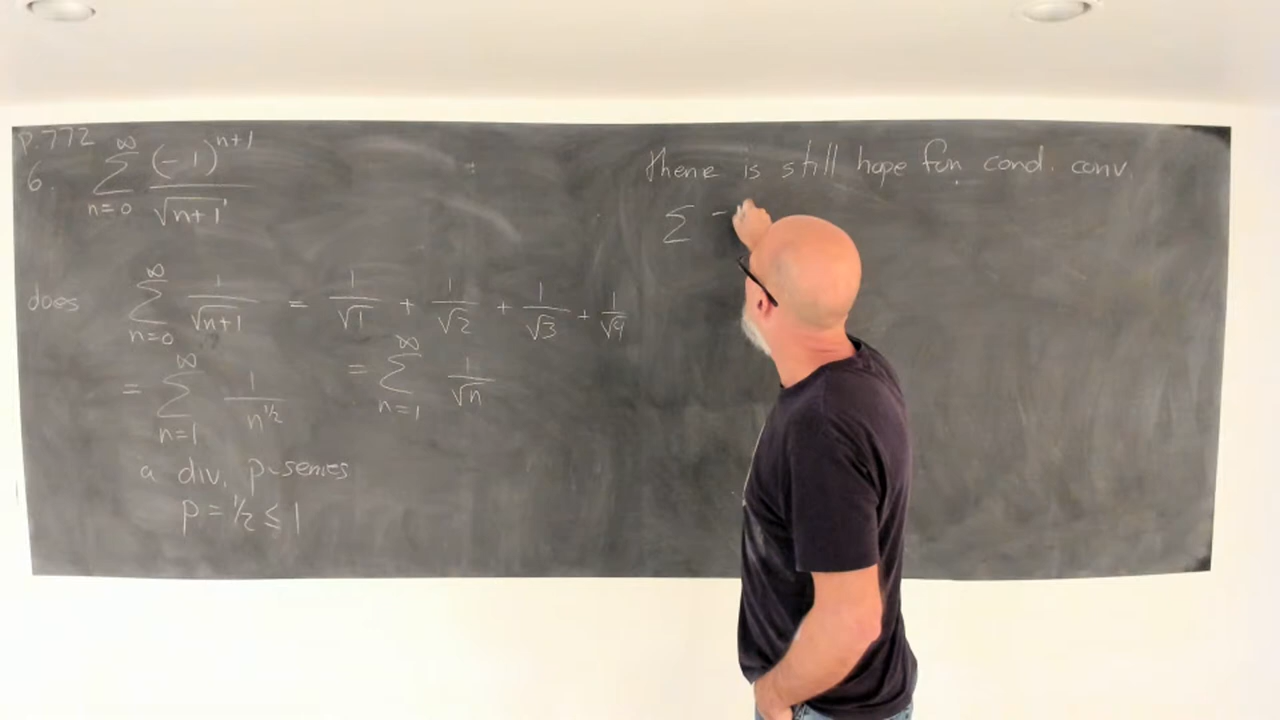 p.772
6. ∞ ∑ n=0 (-1)^{n+1} / √(n+1)
does ∞ ∑ n=0 1/√(n+1) = 1/√1 + 1/√2 + 1/√3 + 1/√4
= ∞ ∑ n=1 1/n^{1/2} = ∞ ∑ n=1 1/√n
a div. p-series
p = 1/2 ≤ 1
there is still hope for cond. conv.
∑